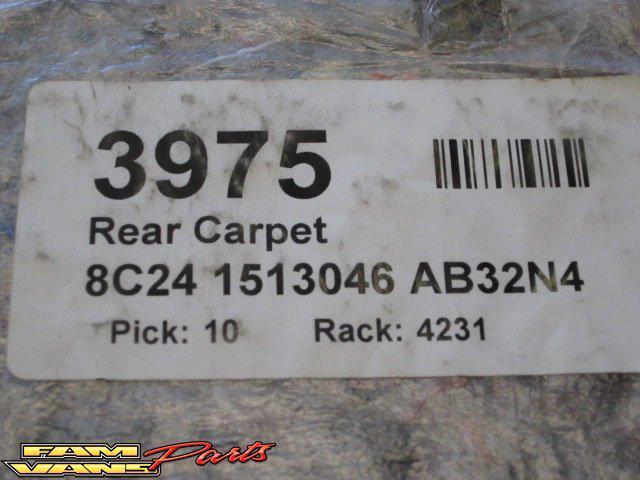 3975
Rear Carpet
8C24 1513046 AB32N4
Pick: 10 Rack: 4231
FAM VANS Parts